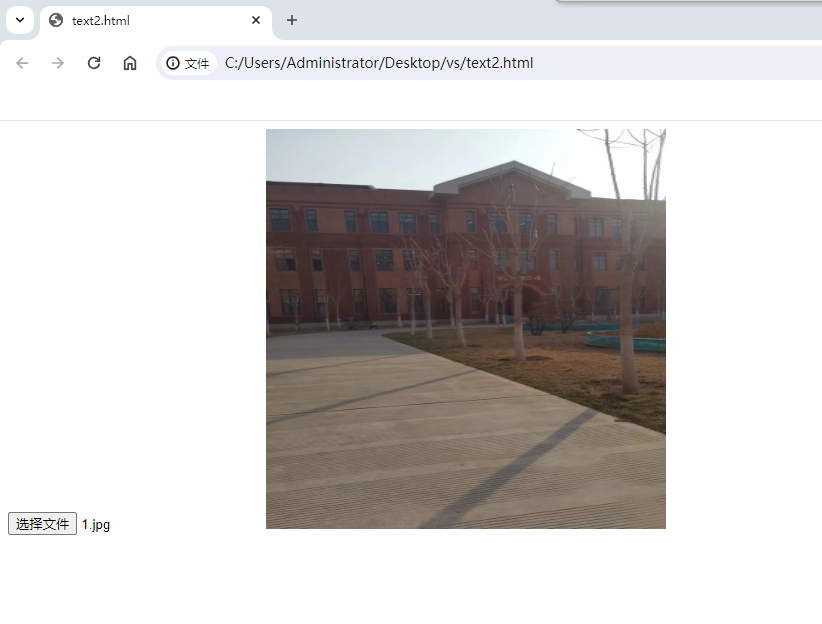 text2.html
文件 C:/Users/Administrator/Desktop/vs/text2.html
选择文件 1.jpg